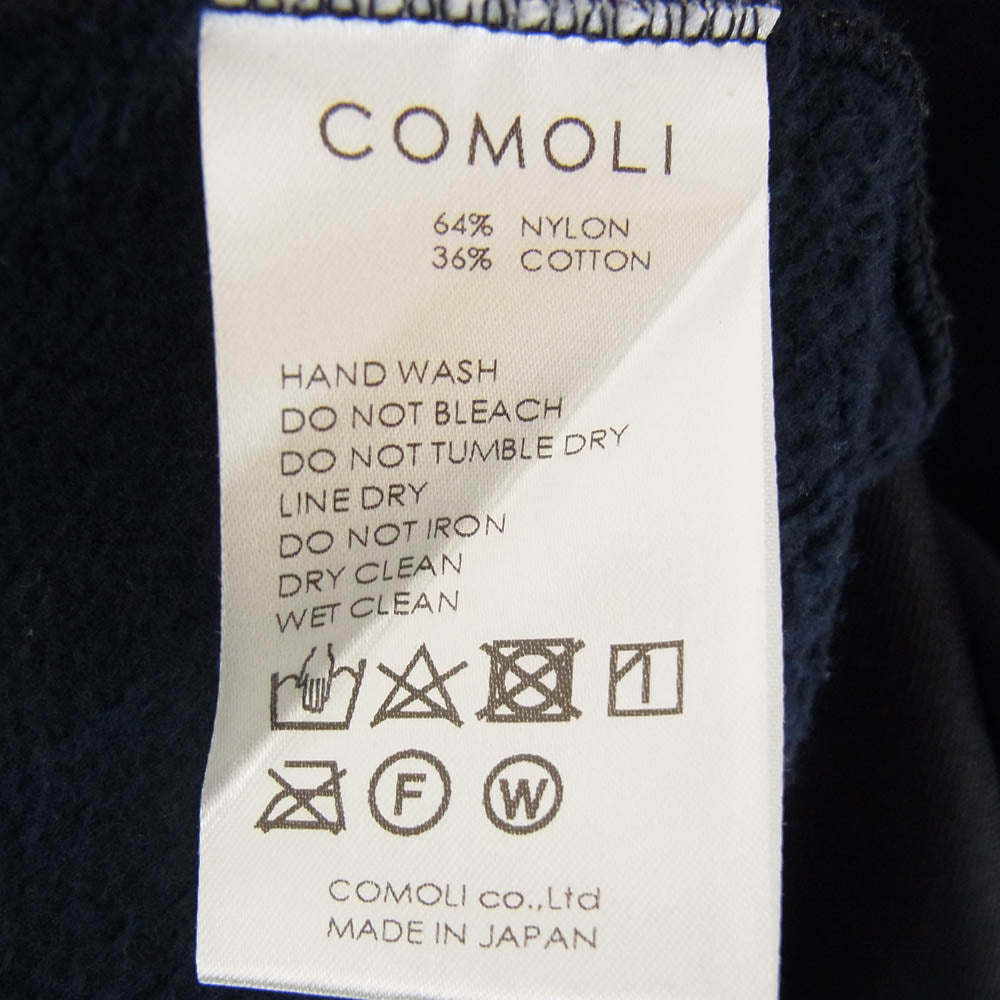 COMOLI
64% NYLON
36% COTTON
HAND WASH
DO NOT BLEACH
DO NOT TUMBLE DRY
LINE DRY
DO NOT IRON
DRY CLEAN
WET CLEAN
F W
COMOLI co.,Ltd
MADE IN JAPAN